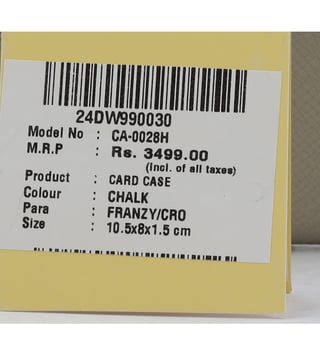 24DW990030
Model No : CA-0028H
M.R.P : Rs. 3499.00
(Incl. of all taxes)
Product : CARD CASE
Colour : CHALK
Para : FRANZY/CRO
Size : 10.5x8x1.5 cm